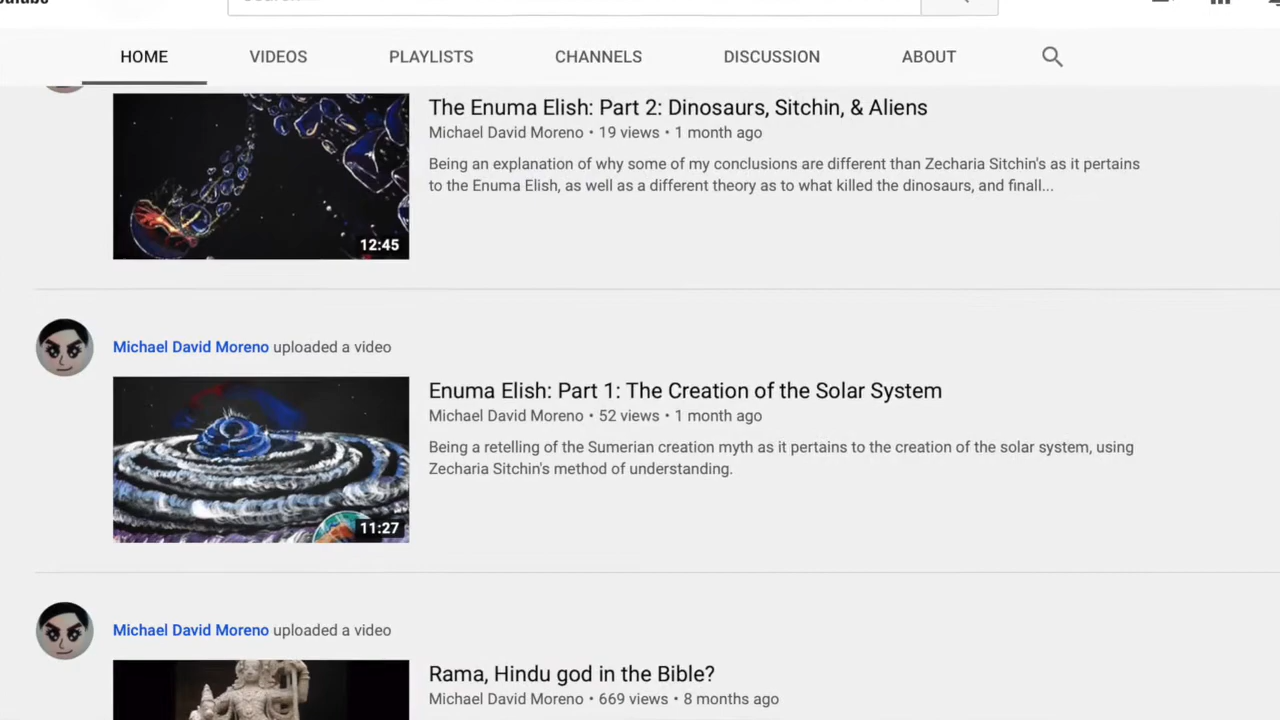 HOME VIDEOS PLAYLISTS CHANNELS DISCUSSION ABOUT
The Enuma Elish: Part 2: Dinosaurs, Sitchin, & Aliens
Michael David Moreno • 19 views • 1 month ago
Being an explanation of why some of my conclusions are different than Zecharia Sitchin's as it pertains
to the Enuma Elish, as well as a different theory as to what killed the dinosaurs, and finall...
12:45
Michael David Moreno uploaded a video
Enuma Elish: Part 1: The Creation of the Solar System
Michael David Moreno • 52 views • 1 month ago
Being a retelling of the Sumerian creation myth as it pertains to the creation of the solar system, using
Zecharia Sitchin's method of understanding.
11:27
Michael David Moreno uploaded a video
Rama, Hindu god in the Bible?
Michael David Moreno • 669 views • 8 months ago